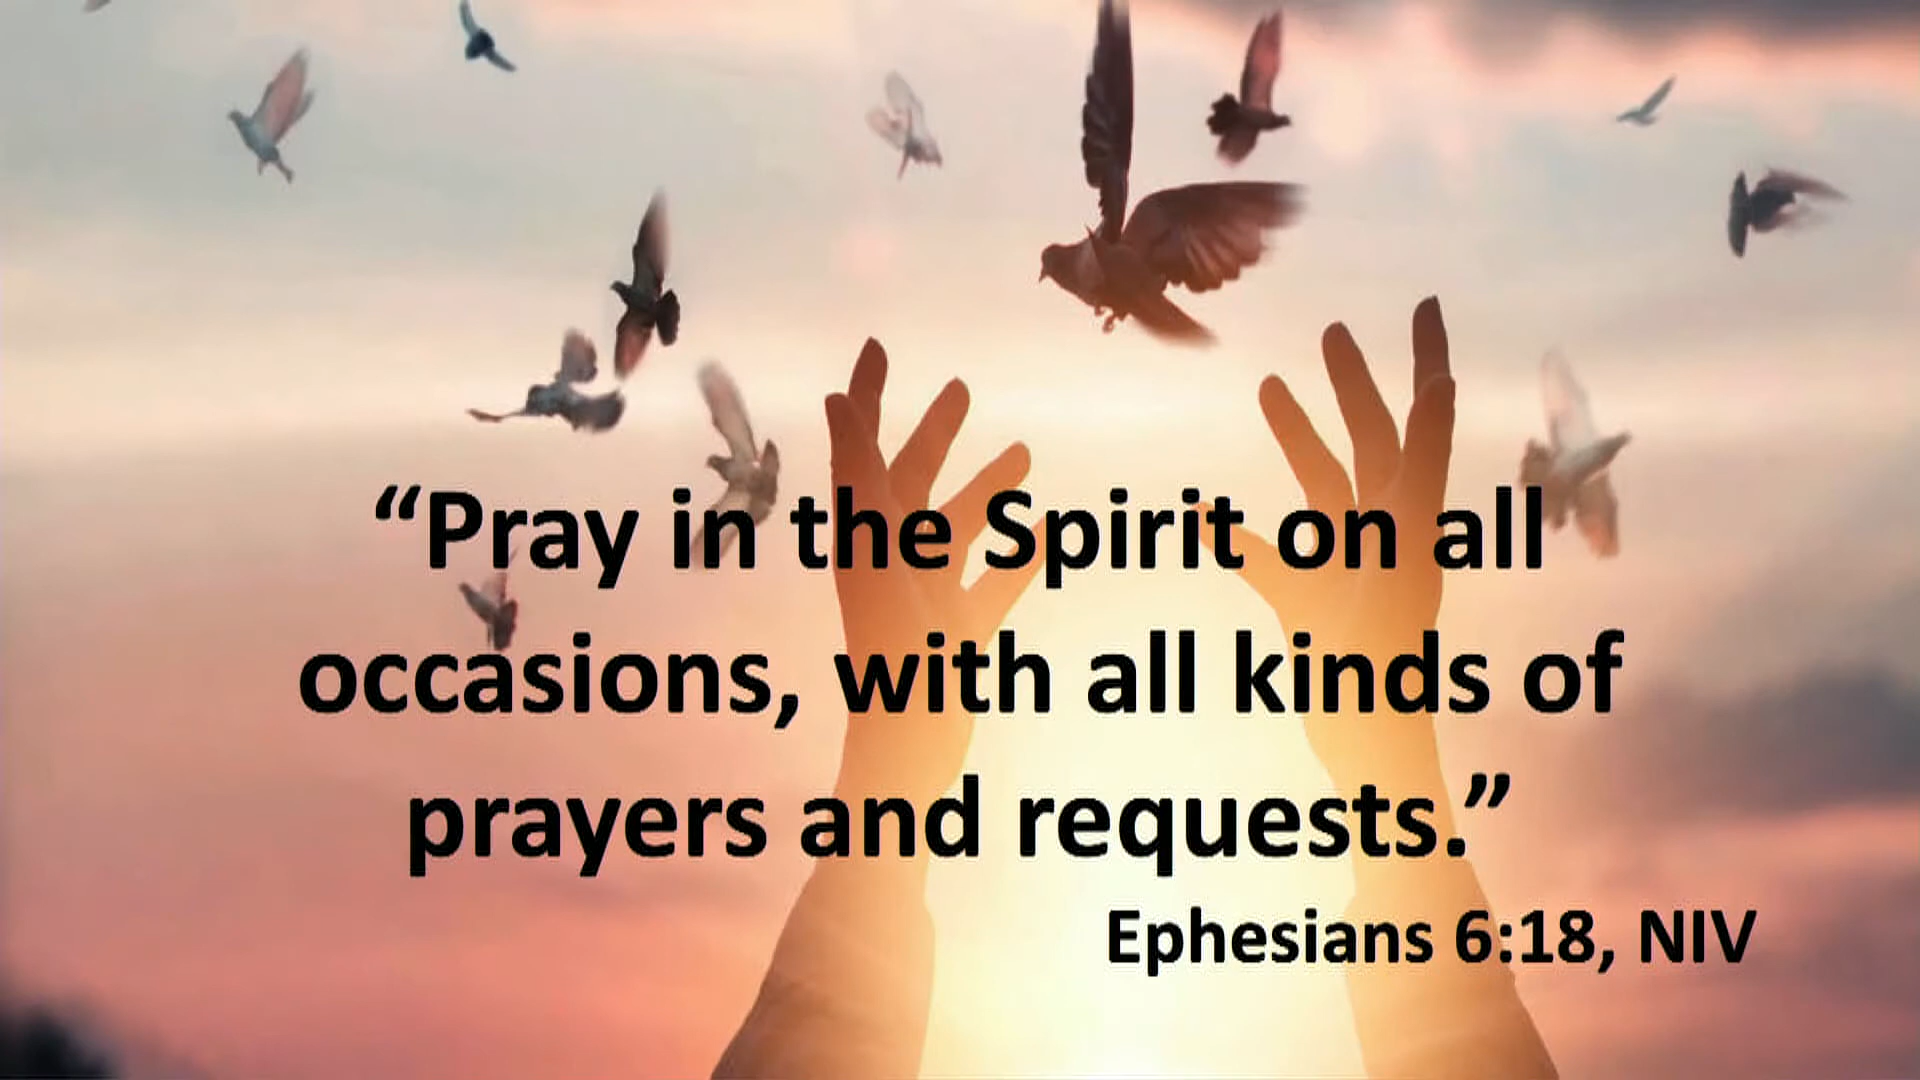 “Pray in the Spirit on all
occasions, with all kinds of
prayers and requests.”
Ephesians 6:18, NIV